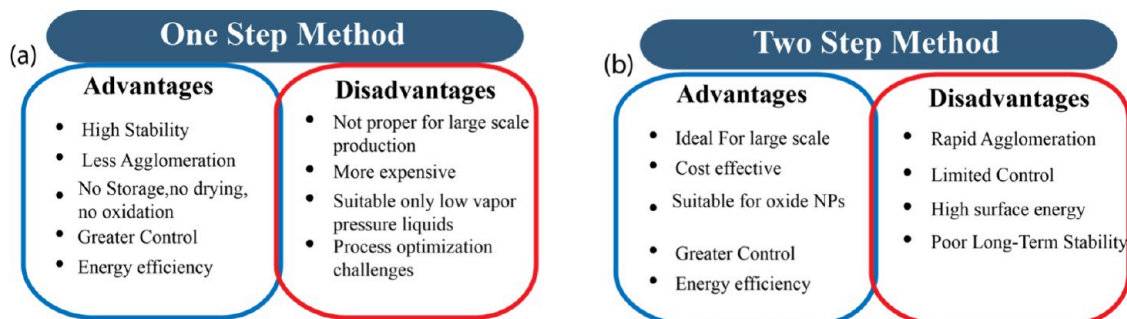 (a)
One Step Method
Advantages
• High Stability
• Less Agglomeration
• No Storage,no drying,
no oxidation
• Greater Control
• Energy efficiency
Disadvantages
• Not proper for large scale
production
• More expensive
• Suitable only low vapor
pressure liquids
• Process optimization
challenges
(b)
Two Step Method
Advantages
• Ideal For large scale
• Cost effective
• Suitable for oxide NPs
• Greater Control
• Energy efficiency
Disadvantages
• Rapid Agglomeration
• Limited Control
• High surface energy
• Poor Long-Term Stability